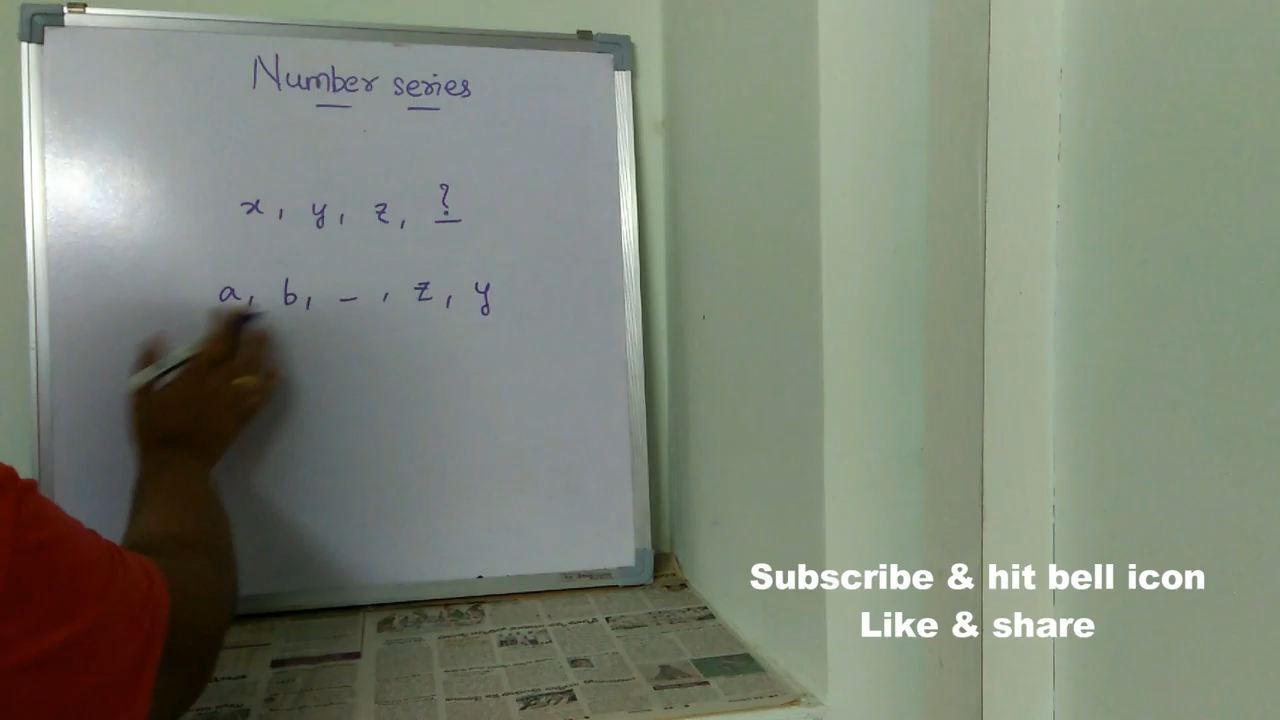 Number series
x, y, z, ?
a, b, _, z, y
Subscribe & hit bell icon
Like & share